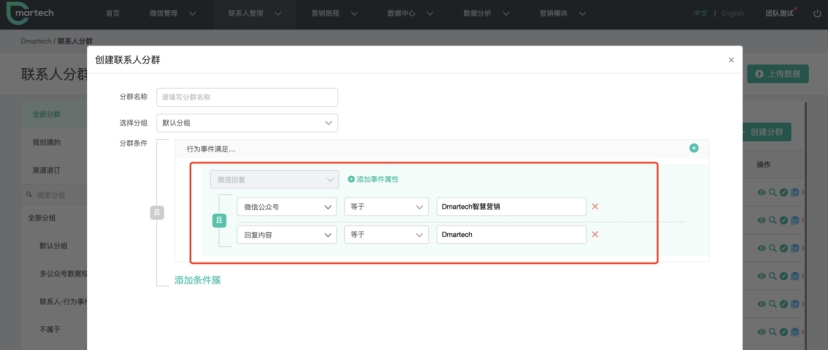 Dmartech
首页 微信管理 联系人管理 营销旅程 数据中心 数据分析 营销模块 中文 | English 团队测试
Dmartech / 联系人分群
联系人分群
上传数据
创建联系人分群 ×
分群名称 请填写分群名称
选择分组 默认分组
分群条件 行为事件满足...
全部分群
我创建的
渠道退订
搜索分组
全部分组
默认分组
多公众号数据权
联系人-行为事件
不属于
创建分群
操作
微信回复 添加事件属性
且 且
微信公众号 等于 Dmartech智慧营销
回复内容 等于 Dmartech
添加条件簇